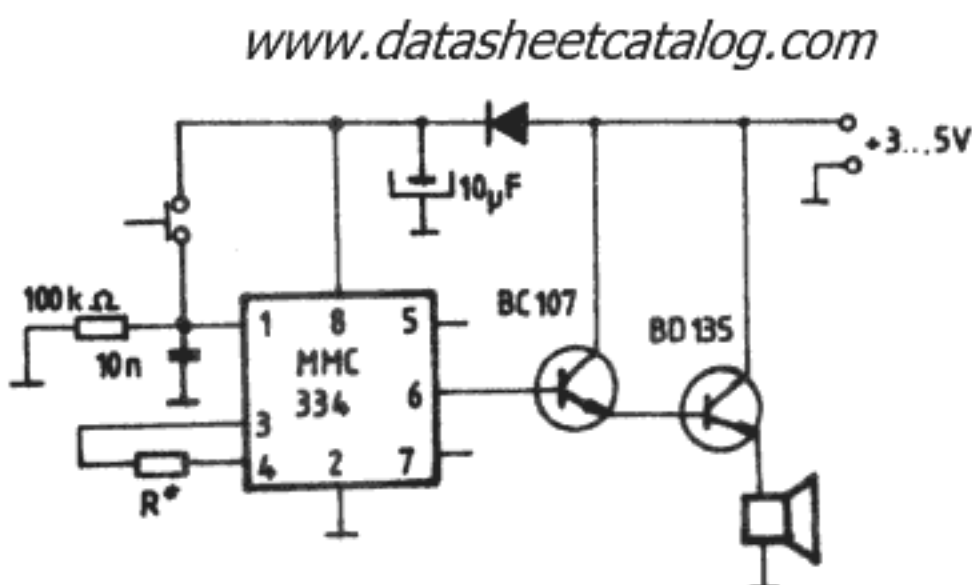 www.datasheetcatalog.com
+3...5V
10µF
100kΩ
BC107
1
8
5
BD135
10n
MMC
334
6
3
4
2
7
R*